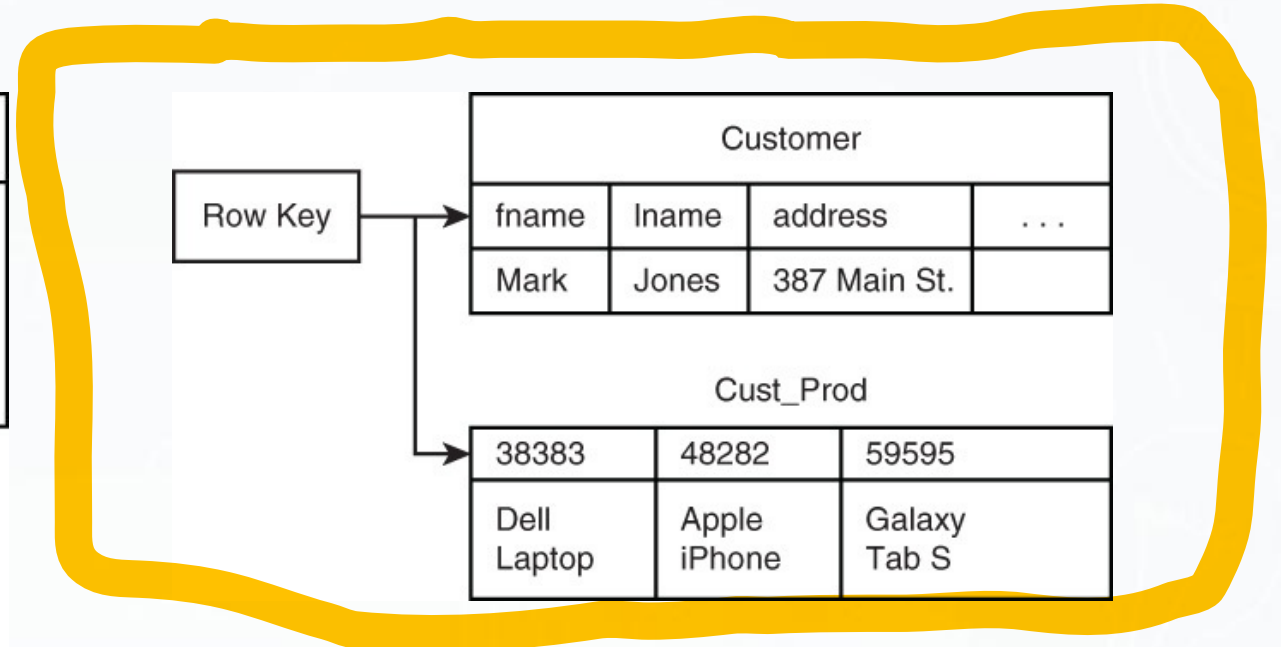 Customer
Row Key
fname lname address . . .
Mark Jones 387 Main St.
Cust_Prod
38383 48282 59595
Dell Apple Galaxy
Laptop iPhone Tab S